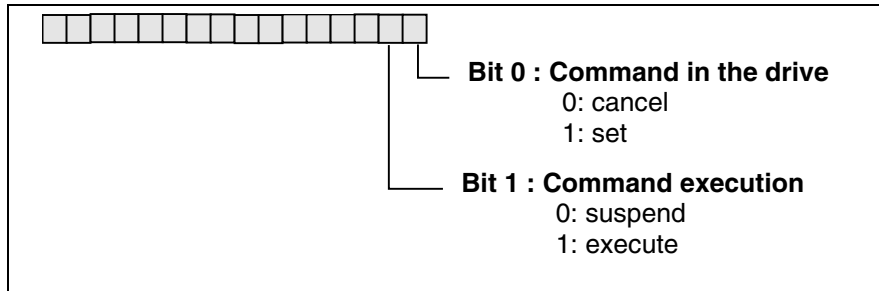 Bit 0 : Command in the drive
0: cancel
1: set
Bit 1 : Command execution
0: suspend
1: execute